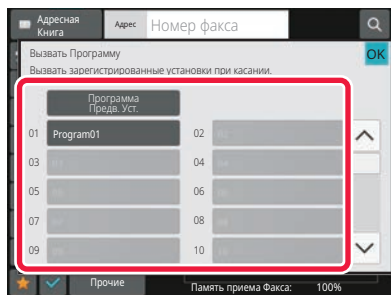 Адресная Книга
Адрес
Номер факса
Вызвать Программу
OK
Вызвать зарегистрированные установки при касании.
Программа
Предв. Уст.
01 Program01 02
03 04
05 06
07 08
09 10
Прочие
Память приема Факса: 100%